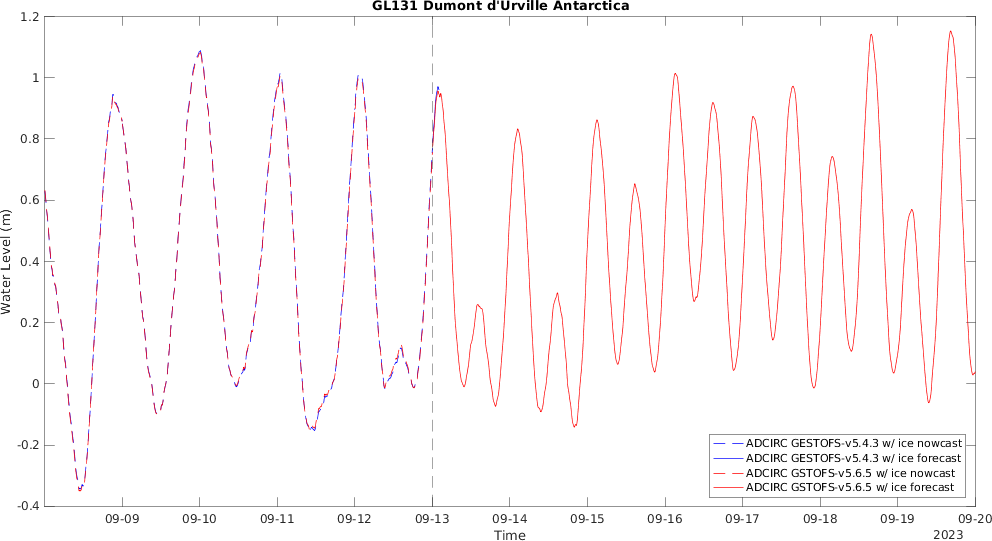 GL131 Dumont d'Urville Antarctica
1.2
1
0.8
0.6
0.4
0.2
0
-0.2
-0.4
Water Level (m)
ADCIRC GESTOFS-v5.4.3 w/ ice nowcast
ADCIRC GESTOFS-v5.4.3 w/ ice forecast
ADCIRC GSTOFS-v5.6.5 w/ ice nowcast
ADCIRC GSTOFS-v5.6.5 w/ ice forecast
09-09 09-10 09-11 09-12 09-13 09-14 09-15 09-16 09-17 09-18 09-19 09-20
Time
2023